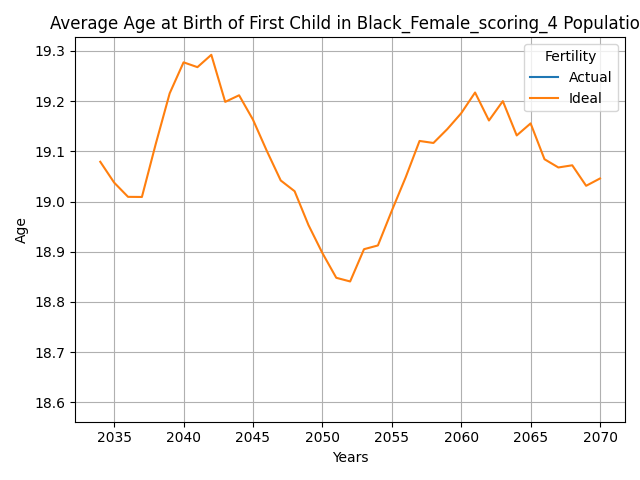 Average Age at Birth of First Child in Black_Female_scoring_4 Populatio
19.3
19.2
19.1
19.0
18.9
18.8
18.7
18.6
Age
Fertility
Actual
Ideal
2035 2040 2045 2050 2055 2060 2065 2070
Years